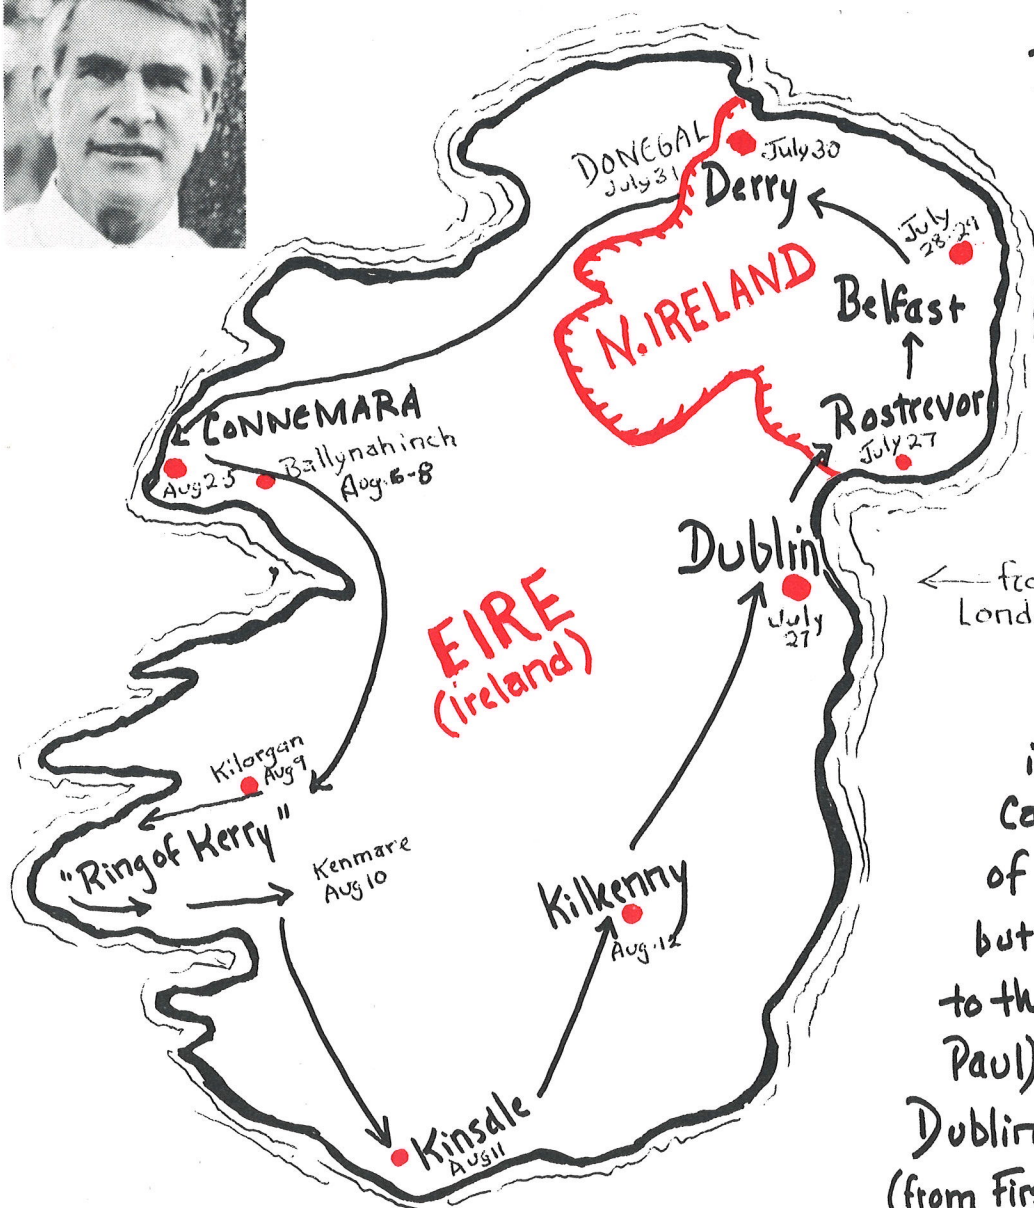 DONEGAL
July 31
July 30
Derry
July
28-29
N. IRELAND
Belfast
Rostrevor
July 27
CONNEMARA
Aug 2-5
Ballynahinch
Aug. 6-8
Dublin
July
27
EIRE
(ireland)
Kilorgan
Aug 9
"Ring of Kerry"
Kenmare
Aug 10
Kilkenny
Aug. 12
Kinsale
Aug 11
of
but
to th
Paul)
Dublin
(from Firs